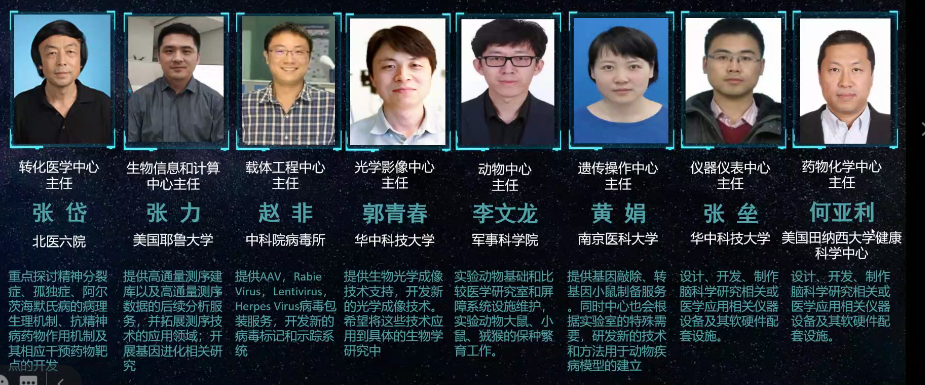 转化医学中心
主任
张 岱
北医六院
重点探讨精神分裂
症、孤独症、阿尔
茨海默氏病的病理
生理机制、抗精神
病药物作用机制及
其相应干预药物靶
点的开发
生物信息和计算
中心主任
张 力
美国耶鲁大学
提供高通量测序建
库以及高通量测序
数据的后续分析服
务，并拓展测序技
术的应用领域；开
展基因进化相关研
究
载体工程中心
主任
赵 非
中科院病毒所
提供AAV，Rabie
Virus，Lentivirus，
Herpes Virus病毒包
装服务，开发新的
病毒标记和示踪系
统
光学影像中心
主任
郭青春
华中科技大学
提供生物光学成像
技术支持，开发新
的光学成像技术。
希望将这些技术应
用到具体的生物学
研究中
动物中心
主任
李文龙
军事科学院
实验动物基础和比
较医学研究室和屏
障系统设施维护，
实验动物大鼠、小
鼠、狨猴的保种繁
育工作。
遗传操作中心
主任
黄 娟
南京医科大学
提供基因敲除、转
基因小鼠制备服务
。同时中心也会根
据实验室的特殊需
要，研发新的技术
和方法用于动物疾
病模型的建立
仪器仪表中心
主任
张 垒
华中科技大学
设计、开发、制作
脑科学研究相关或
医学应用相关仪器
设备及其软硬件配
套设施。
药物化学中心
主任
何亚利
美国田纳西大学健康
科学中心
设计、开发、制作
脑科学研究相关或
医学应用相关仪器
设备及其软硬件配
套设施。